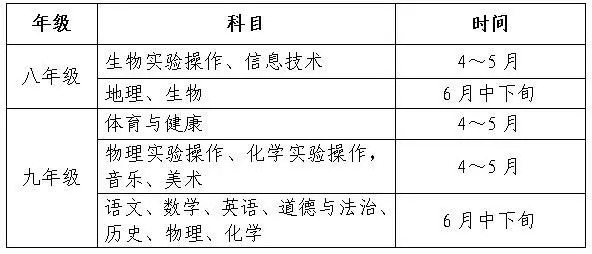 年级 科目 时间
八年级 生物实验操作、信息技术 4～5 月
地理、生物 6 月中下旬
九年级 体育与健康 4～5 月
物理实验操作、化学实验操作，
音乐、美术 4～5 月
语文、数学、英语、道德与法治、
历史、物理、化学 6 月中下旬